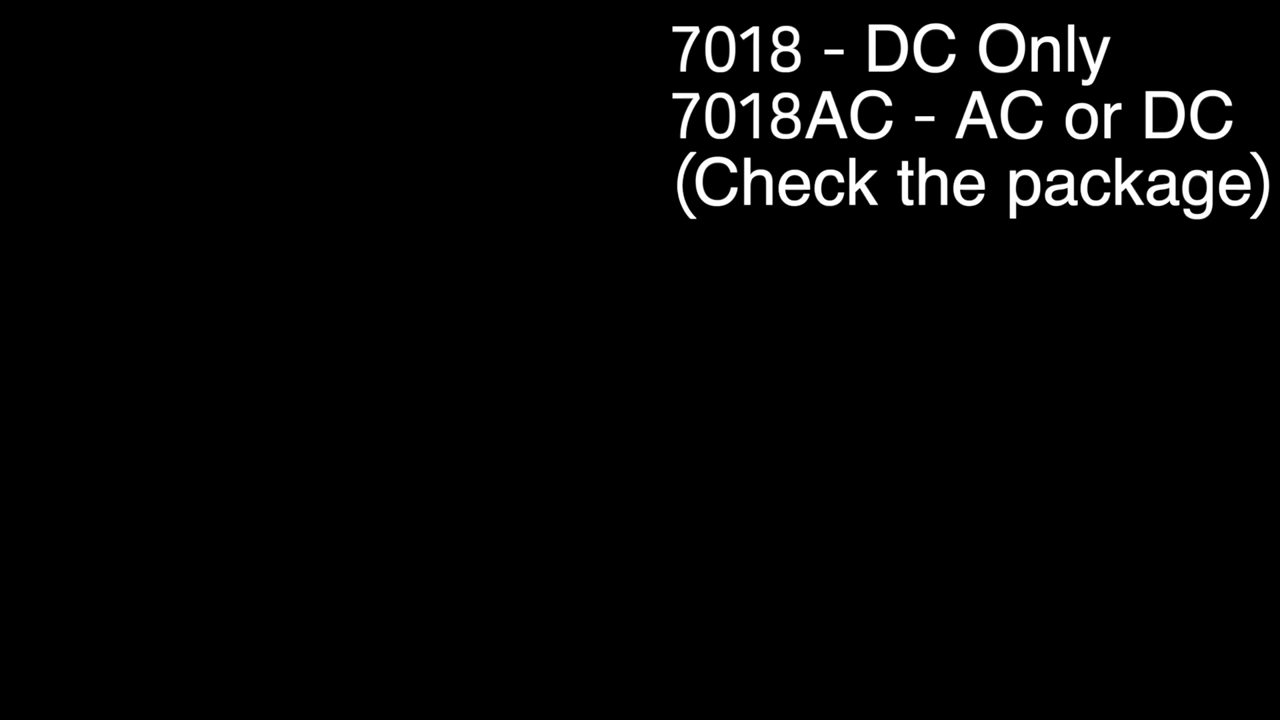 7018 - DC Only
7018AC - AC or DC
(Check the package)